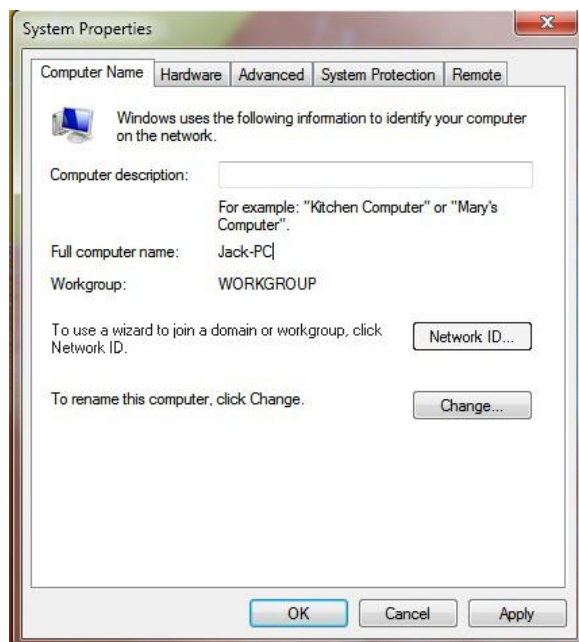 System Properties
Computer Name Hardware Advanced System Protection Remote
Windows uses the following information to identify your computer
on the network.
Computer description:
For example: "Kitchen Computer" or "Mary's
Computer".
Full computer name: Jack-PC
Workgroup: WORKGROUP
To use a wizard to join a domain or workgroup, click
Network ID.
Network ID...
To rename this computer, click Change.
Change...
OK Cancel Apply